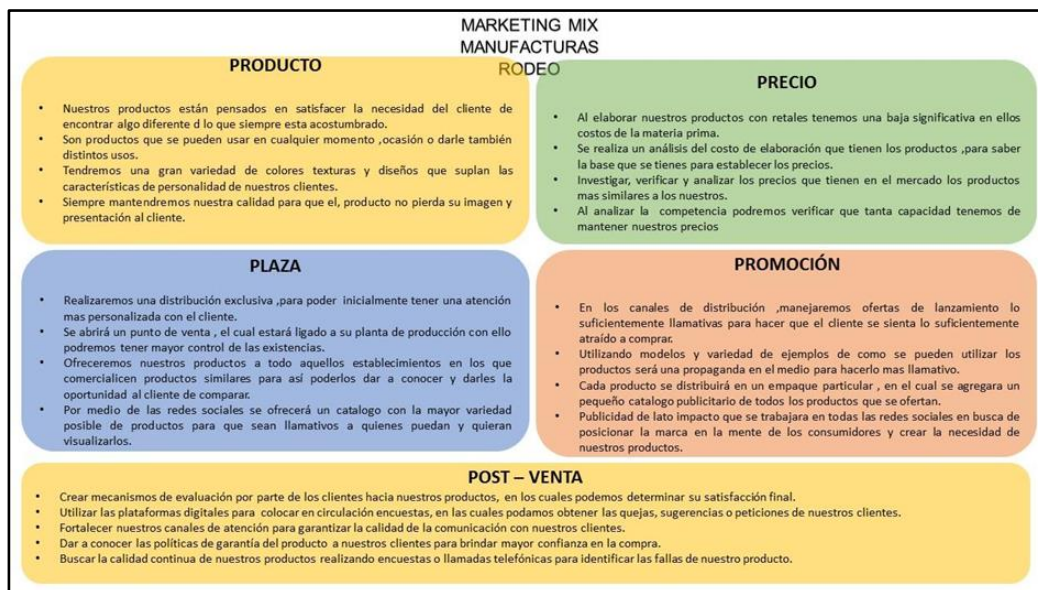 MARKETING MIX
MANUFACTURAS
RODEO
PRODUCTO
• Nuestros productos están pensados en satisfacer la necesidad del cliente de
encontrar algo diferente d lo que siempre esta acostumbrado.
• Son productos que se pueden usar en cualquier momento ,ocasión o darle también
distintos usos.
• Tendremos una gran variedad de colores texturas y diseños que suplan las
características de personalidad de nuestros clientes.
• Siempre mantendremos nuestra calidad para que el, producto no pierda su imagen y
presentación al cliente.
PRECIO
• Al elaborar nuestros productos con retales tenemos una baja significativa en ellos
costos de la materia prima.
• Se realiza un análisis del costo de elaboración que tienen los productos ,para saber
la base que se tienes para establecer los precios.
• Investigar, verificar y analizar los precios que tienen en el mercado los productos
mas similares a los nuestros.
• Al analizar la competencia podremos verificar que tanta capacidad tenemos de
mantener nuestros precios
PLAZA
• Realizaremos una distribución exclusiva ,para poder inicialmente tener una atención
mas personalizada con el cliente.
• Se abrirá un punto de venta , el cual estará ligado a su planta de producción con ello
podremos tener mayor control de las existencias.
• Ofreceremos nuestros productos a todo aquellos establecimientos en los que
comercialicen productos similares para así poderlos dar a conocer y darles la
oportunidad al cliente de comparar.
• Por medio de las redes sociales se ofrecerá un catalogo con la mayor variedad
posible de productos para que sean llamativos a quienes puedan y quieran
visualizarlos.
PROMOCIÓN
• En los canales de distribución ,manejaremos ofertas de lanzamiento lo
suficientemente llamativas para hacer que el cliente se sienta lo suficientemente
atraído a comprar.
• Utilizando modelos y variedad de ejemplos de como se pueden utilizar los
productos será una propaganda en el medio para hacerlo mas llamativo.
• Cada producto se distribuirá en un empaque particular , en el cual se agregara un
pequeño catalogo publicitario de todos los productos que se ofertan.
• Publicidad de lato impacto que se trabajara en todas las redes sociales en busca de
posicionar la marca en la mente de los consumidores y crear la necesidad de
nuestros productos.
POST – VENTA
• Crear mecanismos de evaluación por parte de los clientes hacia nuestros productos, en los cuales podemos determinar su satisfacción final.
• Utilizar las plataformas digitales para colocar en circulación encuestas, en las cuales podamos obtener las quejas, sugerencias o peticiones de nuestros clientes.
• Fortalecer nuestros canales de atención para garantizar la calidad de la comunicación con nuestros clientes.
• Dar a conocer las políticas de garantía del producto a nuestros clientes para brindar mayor confianza en la compra.
• Buscar la calidad continua de nuestros productos realizando encuestas o llamadas telefónicas para identificar las fallas de nuestro producto.